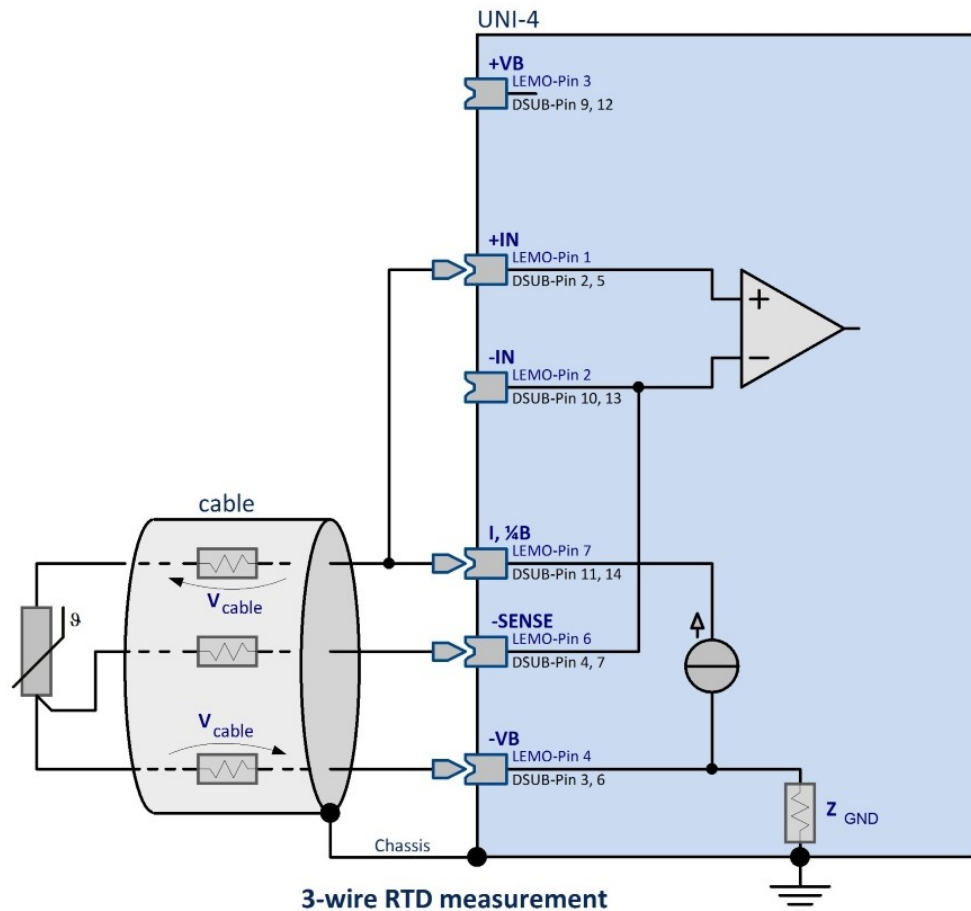 UNI-4
+VB
LEMO-Pin 3
DSUB-Pin 9, 12
+IN
LEMO-Pin 1
DSUB-Pin 2, 5
-IN
LEMO-Pin 2
DSUB-Pin 10, 13
cable
I, ¼B
LEMO-Pin 7
DSUB-Pin 11, 14
V cable
ϑ
-SENSE
LEMO-Pin 6
DSUB-Pin 4, 7
V cable
-VB
LEMO-Pin 4
DSUB-Pin 3, 6
Z GND
Chassis
3-wire RTD measurement